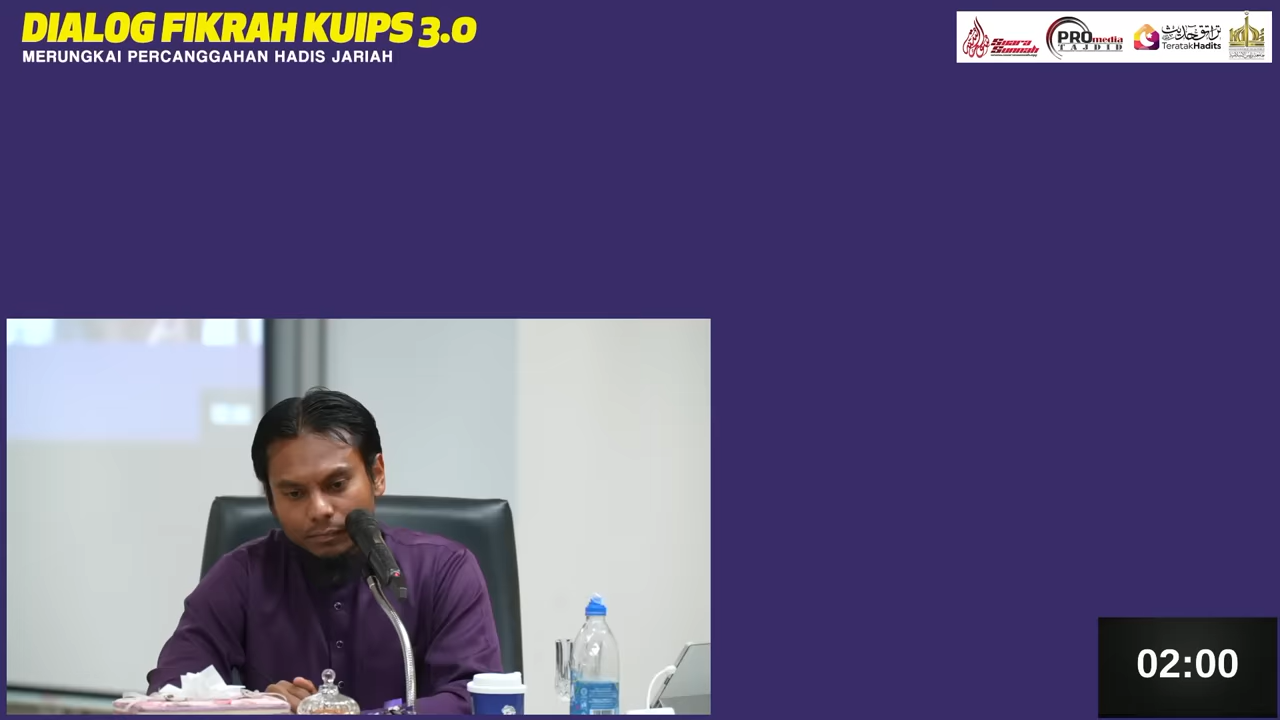 DIALOG FIKRAH KUIPS 3.0
MERUNGKAI PERCANGGAHAN HADIS JARIAH
Suara Sunnah
PROmedia
TAJDID
TeratakHadits
02:00